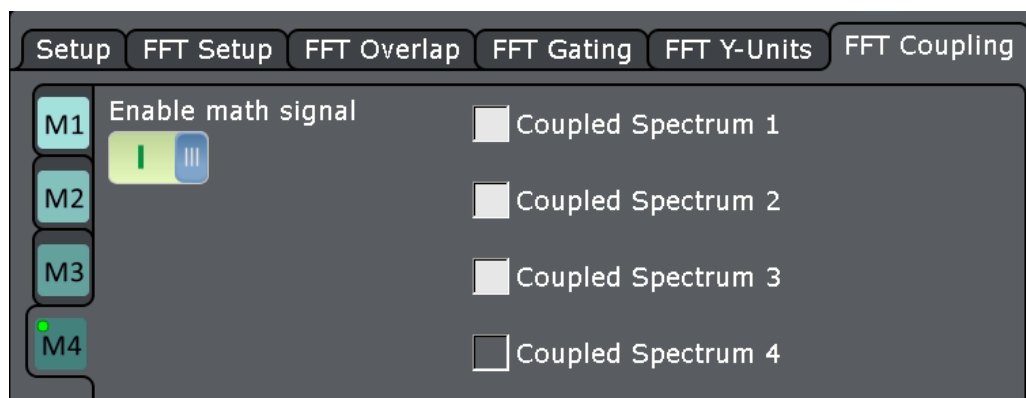 Setup FFT Setup FFT Overlap FFT Gating FFT Y-Units FFT Coupling
M1
Enable math signal
Coupled Spectrum 1
M2
Coupled Spectrum 2
M3
Coupled Spectrum 3
M4
Coupled Spectrum 4